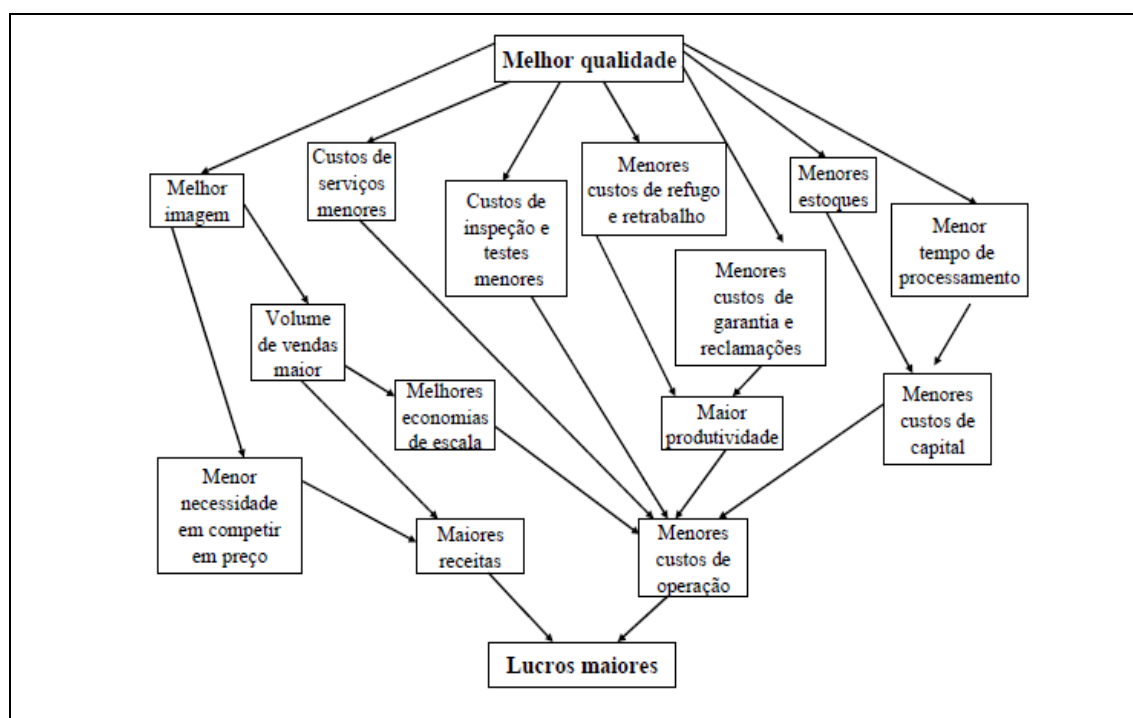 Melhor qualidade
Custos de
serviços
menores
Menores
custos de refugo
e retrabalho
Menores
estoques
Melhor
imagem
Custos de
inspeção e
testes
menores
Menor
tempo de
processamento
Menores
custos de
garantia e
reclamações
Volume
de vendas
maior
Melhores
economias
de escala
Maior
produtividade
Menores
custos de
capital
Menor
necessidade
em competir
em preço
Maiores
receitas
Menores
custos de
operação
Lucros maiores